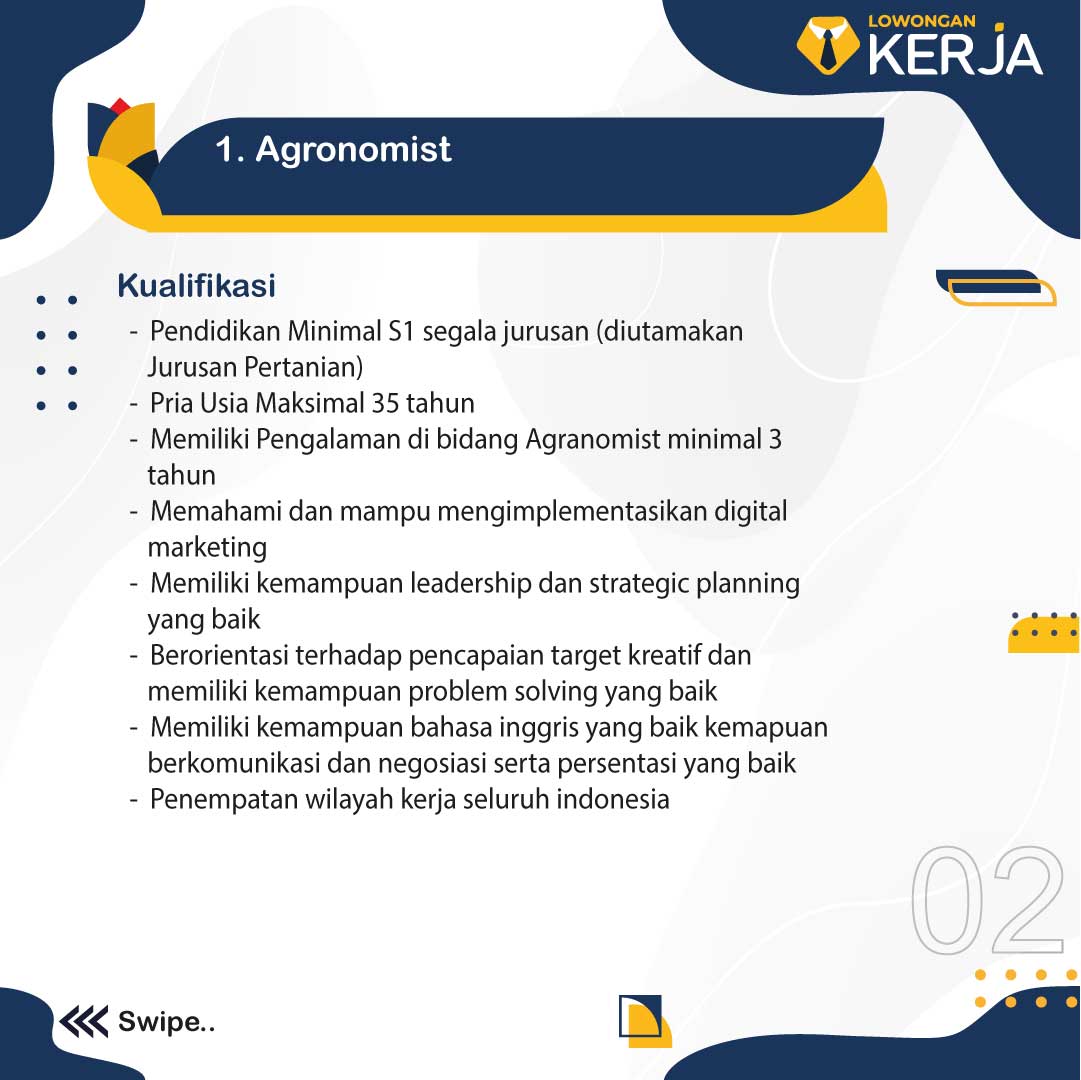 LOWONGAN
KERJA
1. Agronomist
Kualifikasi
- Pendidikan Minimal S1 segala jurusan (diutamakan
Jurusan Pertanian)
- Pria Usia Maksimal 35 tahun
- Memiliki Pengalaman di bidang Agranomist minimal 3
tahun
- Memahami dan mampu mengimplementasikan digital
marketing
- Memiliki kemampuan leadership dan strategic planning
yang baik
- Berorientasi terhadap pencapaian target kreatif dan
memiliki kemampuan problem solving yang baik
- Memiliki kemampuan bahasa inggris yang baik kemapuan
berkomunikasi dan negosiasi serta persentasi yang baik
- Penempatan wilayah kerja seluruh indonesia
02
Swipe..